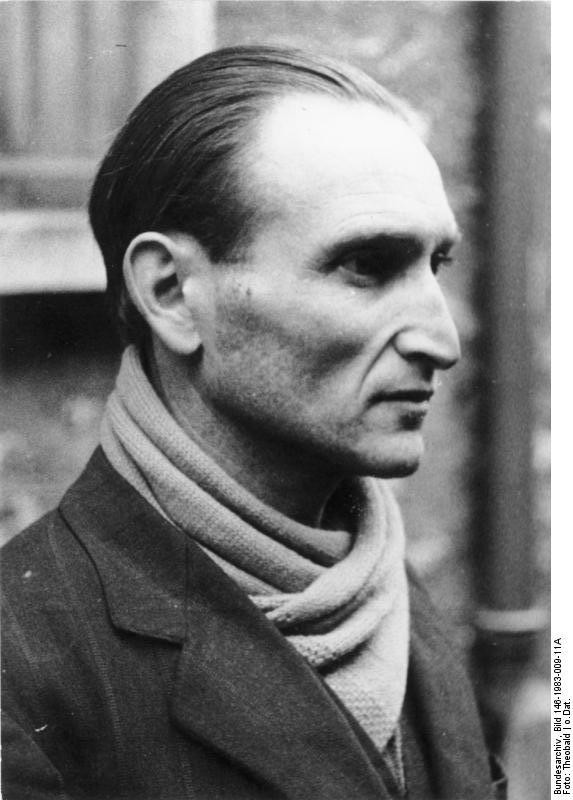 Bundesarchiv, Bild 146-1983-009-11A
Foto: Theobald | o.Dat.